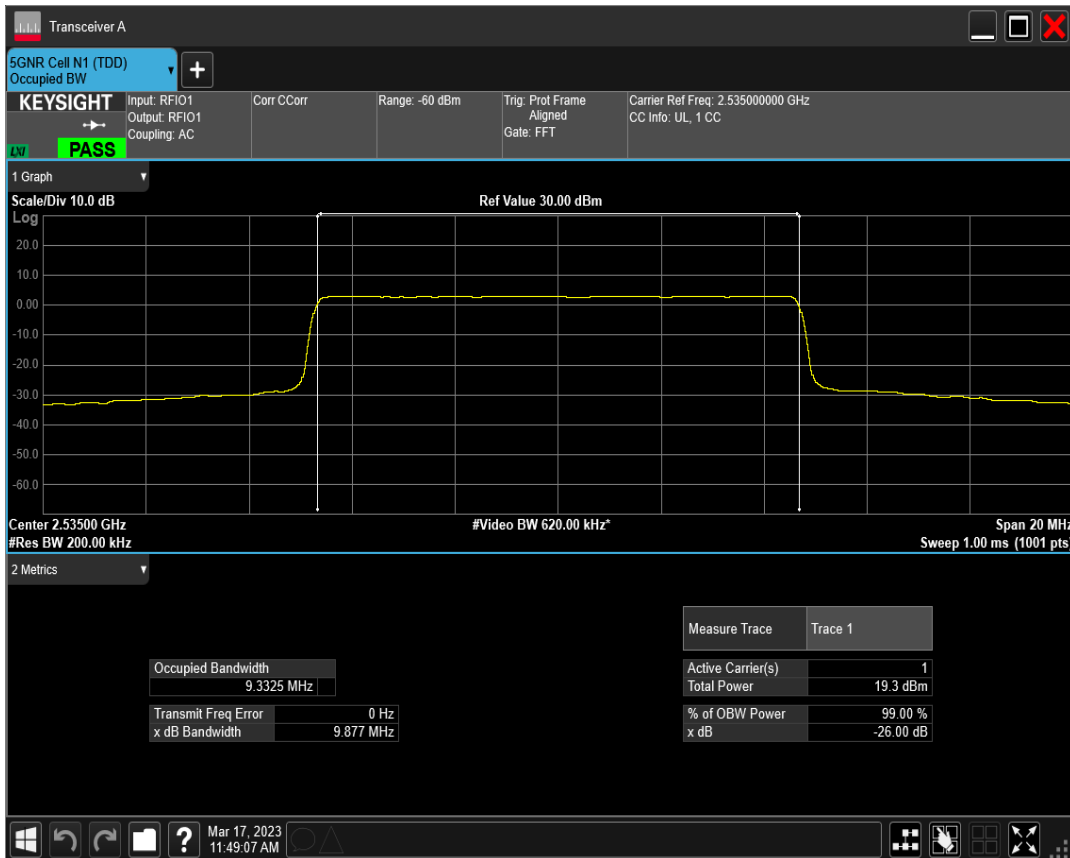 Transceiver A
5GNR Cell N1 (TDD)
Occupied BW
+
KEYSIGHT
LXI
PASS
Input: RFIO1
Output: RFIO1
Coupling: AC
Corr CCorr
Range: -60 dBm
Trig: Prot Frame
Aligned
Gate: FFT
Carrier Ref Freq: 2.535000000 GHz
CC Info: UL, 1 CC
1 Graph
Scale/Div 10.0 dB
Ref Value 30.00 dBm
Log
20.0
10.0
0.00
-10.0
-20.0
-30.0
-40.0
-50.0
-60.0
Center 2.53500 GHz
#Video BW 620.00 kHz*
Span 20 MHz
#Res BW 200.00 kHz
Sweep 1.00 ms (1001 pts)
2 Metrics
Measure Trace Trace 1
Occupied Bandwidth
9.3325 MHz
Active Carrier(s) 1
Total Power 19.3 dBm
Transmit Freq Error 0 Hz
x dB Bandwidth 9.877 MHz
% of OBW Power 99.00 %
x dB -26.00 dB
?
Mar 17, 2023
11:49:07 AM